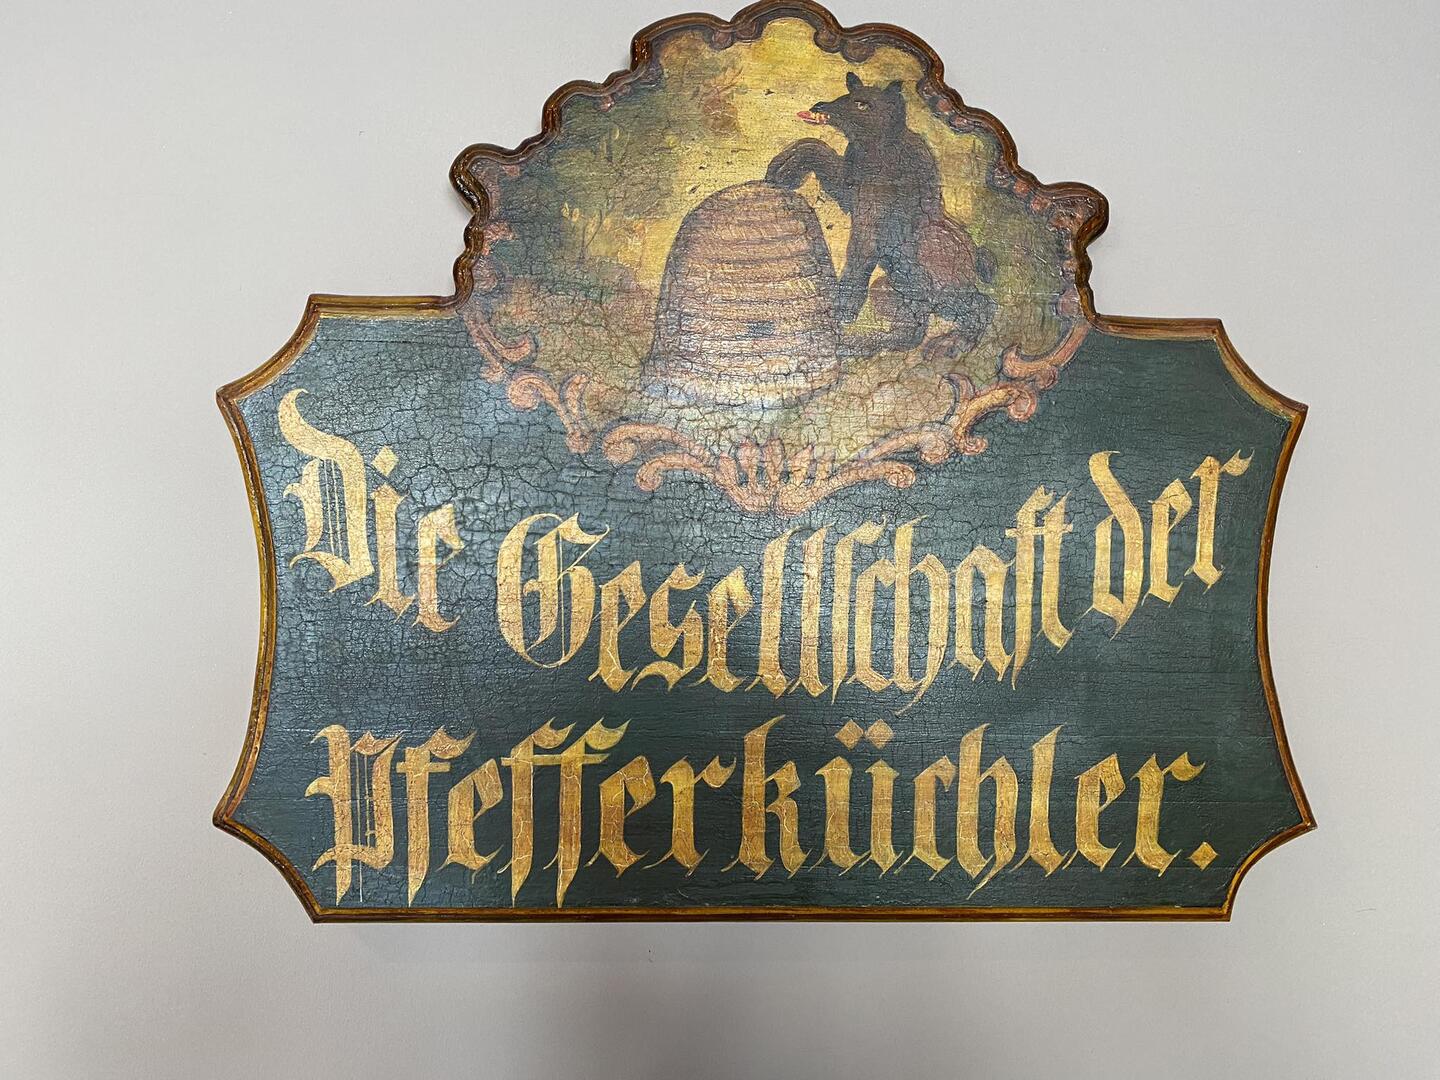 Die Gesellschaft der
Pfefferküchler.